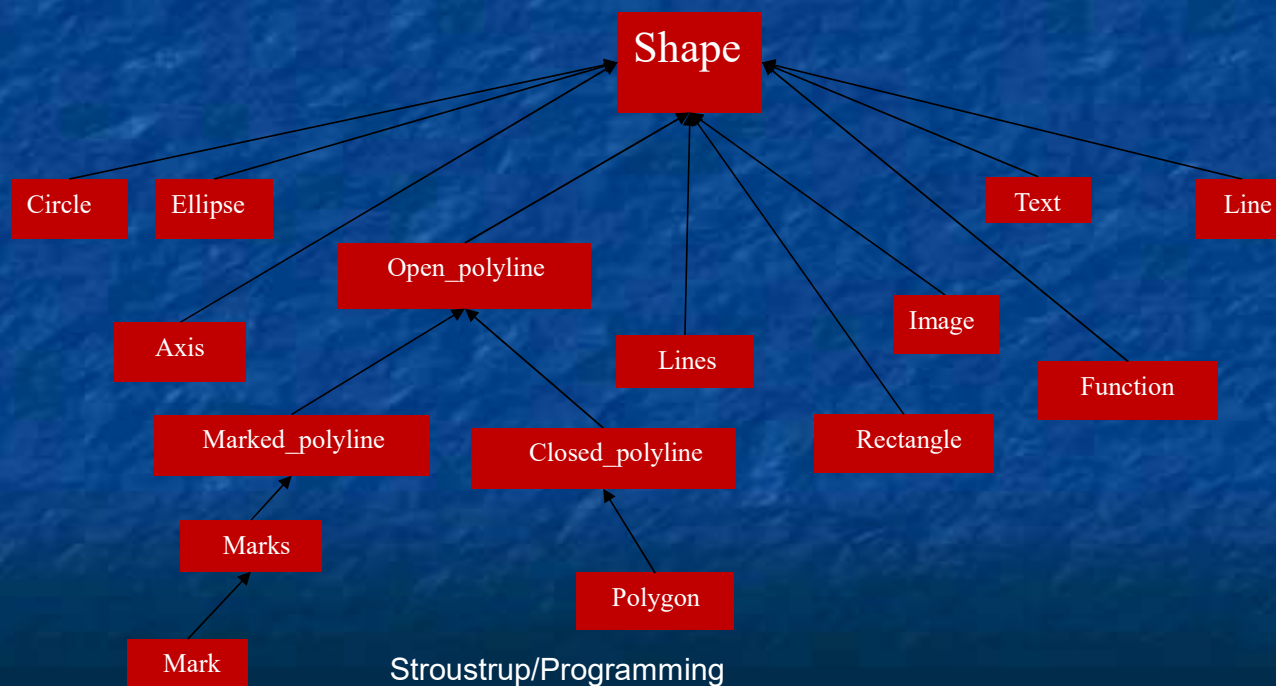 Shape
Circle
Ellipse
Text
Line
Open_polyline
Axis
Lines
Image
Function
Marked_polyline
Closed_polyline
Rectangle
Marks
Polygon
Mark
Stroustrup/Programming